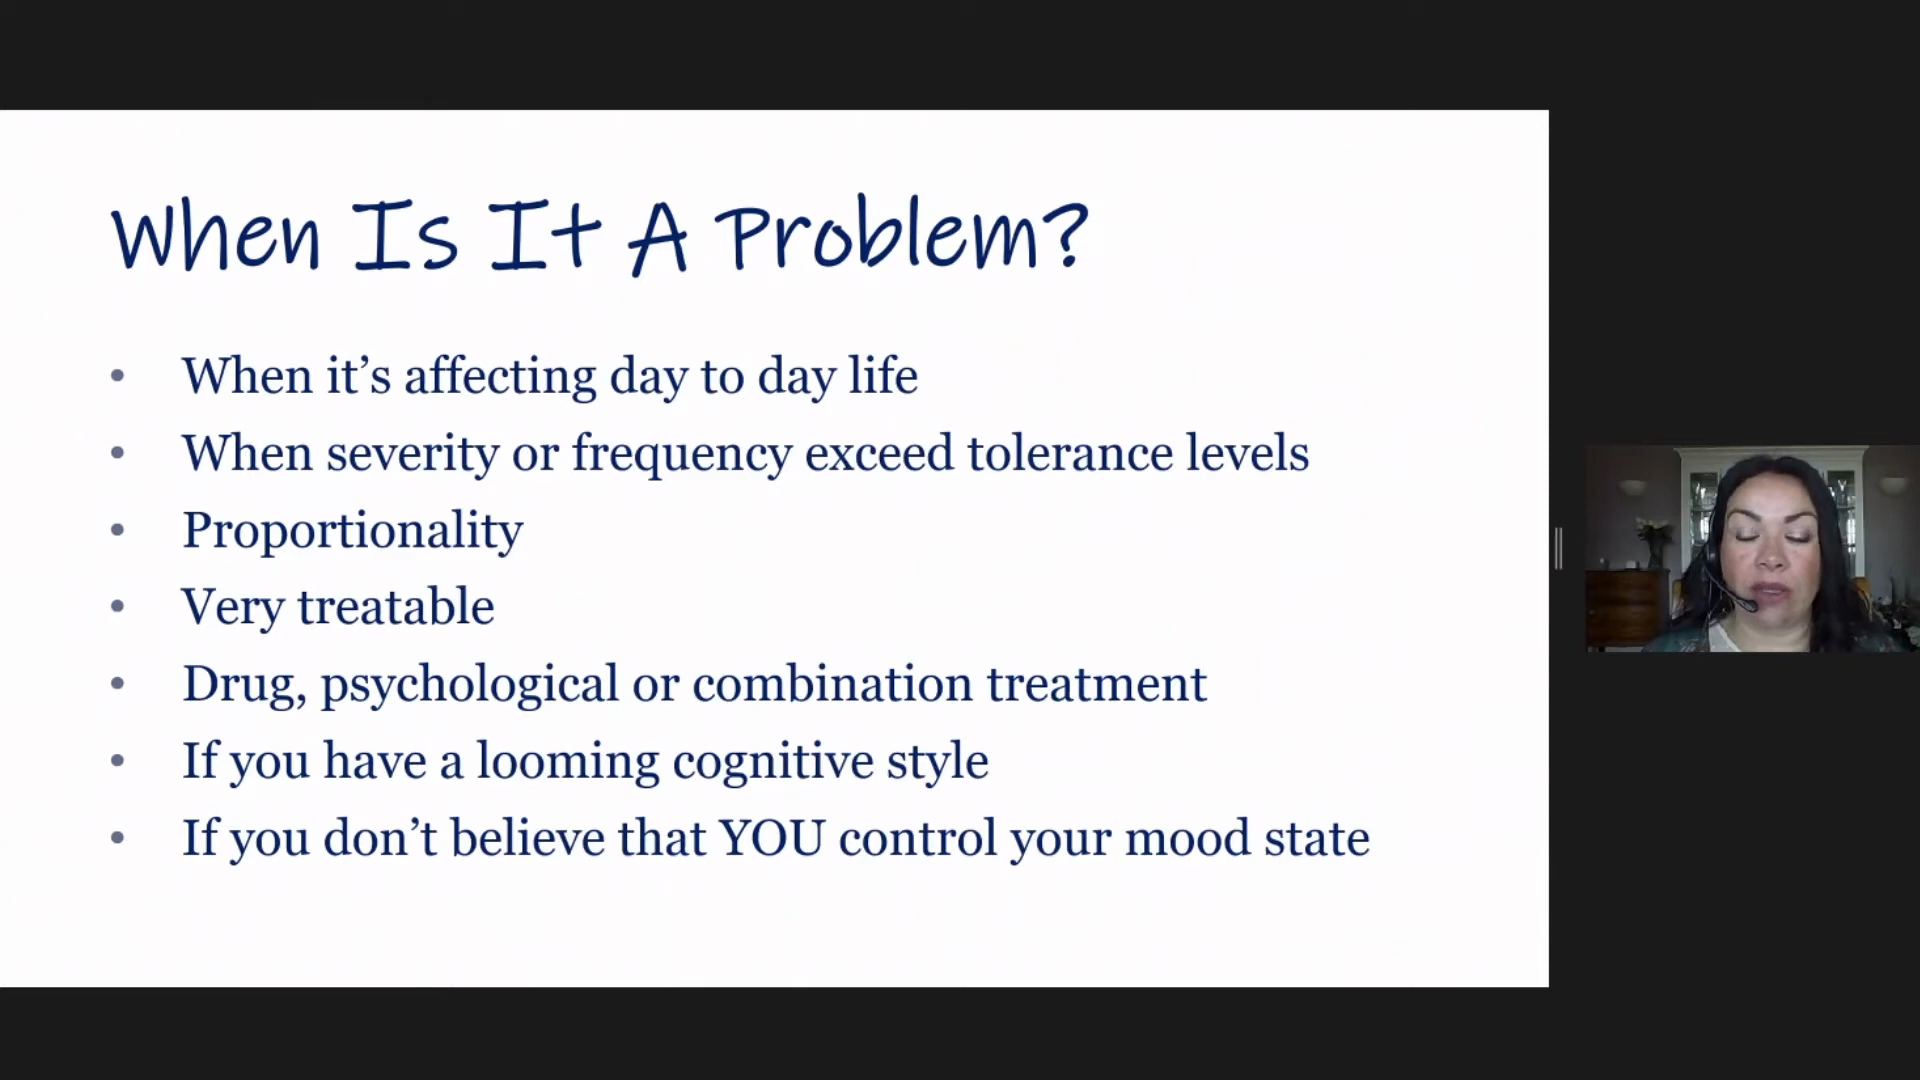 When Is It A Problem?
• When it’s affecting day to day life
• When severity or frequency exceed tolerance levels
• Proportionality
• Very treatable
• Drug, psychological or combination treatment
• If you have a looming cognitive style
• If you don’t believe that YOU control your mood state